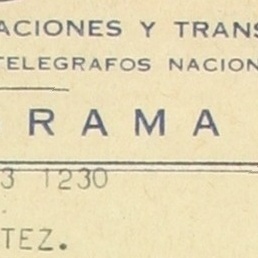 ACIONES Y TRANS
TELEGRAFOS NACION
RAMA
3 1230
TEZ.